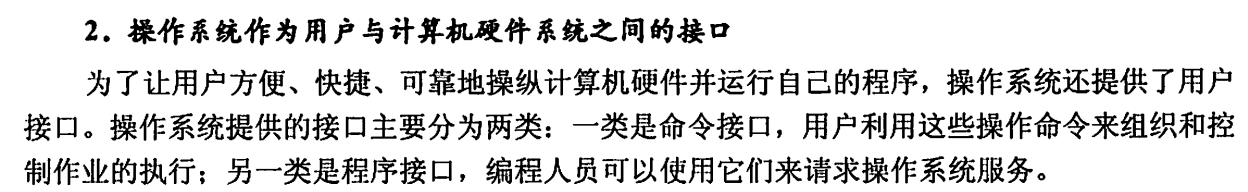 2. 操作系统作为用户与计算机硬件系统之间的接口
为了让用户方便、快捷、可靠地操纵计算机硬件并运行自己的程序，操作系统还提供了用户
接口。操作系统提供的接口主要分为两类：一类是命令接口，用户利用这些操作命令来组织和控
制作业的执行；另一类是程序接口，编程人员可以使用它们来请求操作系统服务。